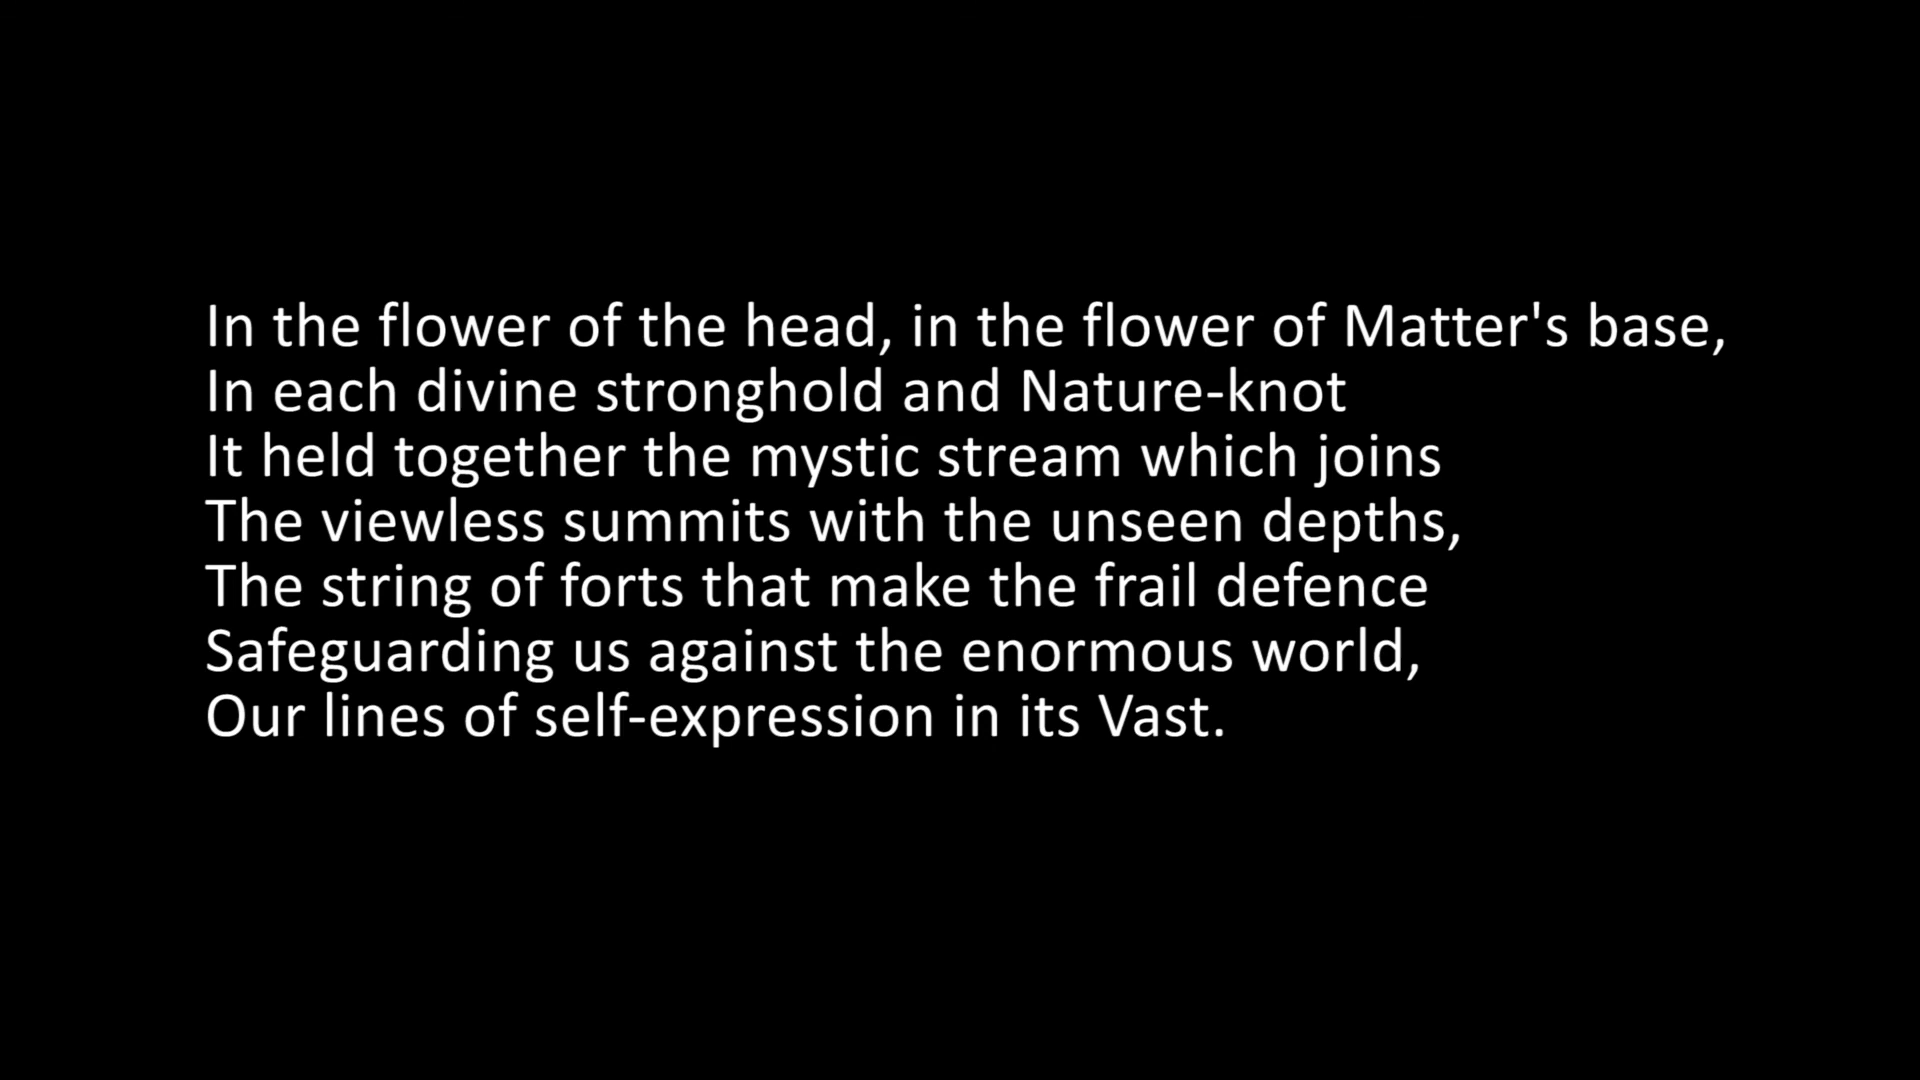 In the flower of the head, in the flower of Matter's base,
In each divine stronghold and Nature-knot
It held together the mystic stream which joins
The viewless summits with the unseen depths,
The string of forts that make the frail defence
Safeguarding us against the enormous world,
Our lines of self-expression in its Vast.